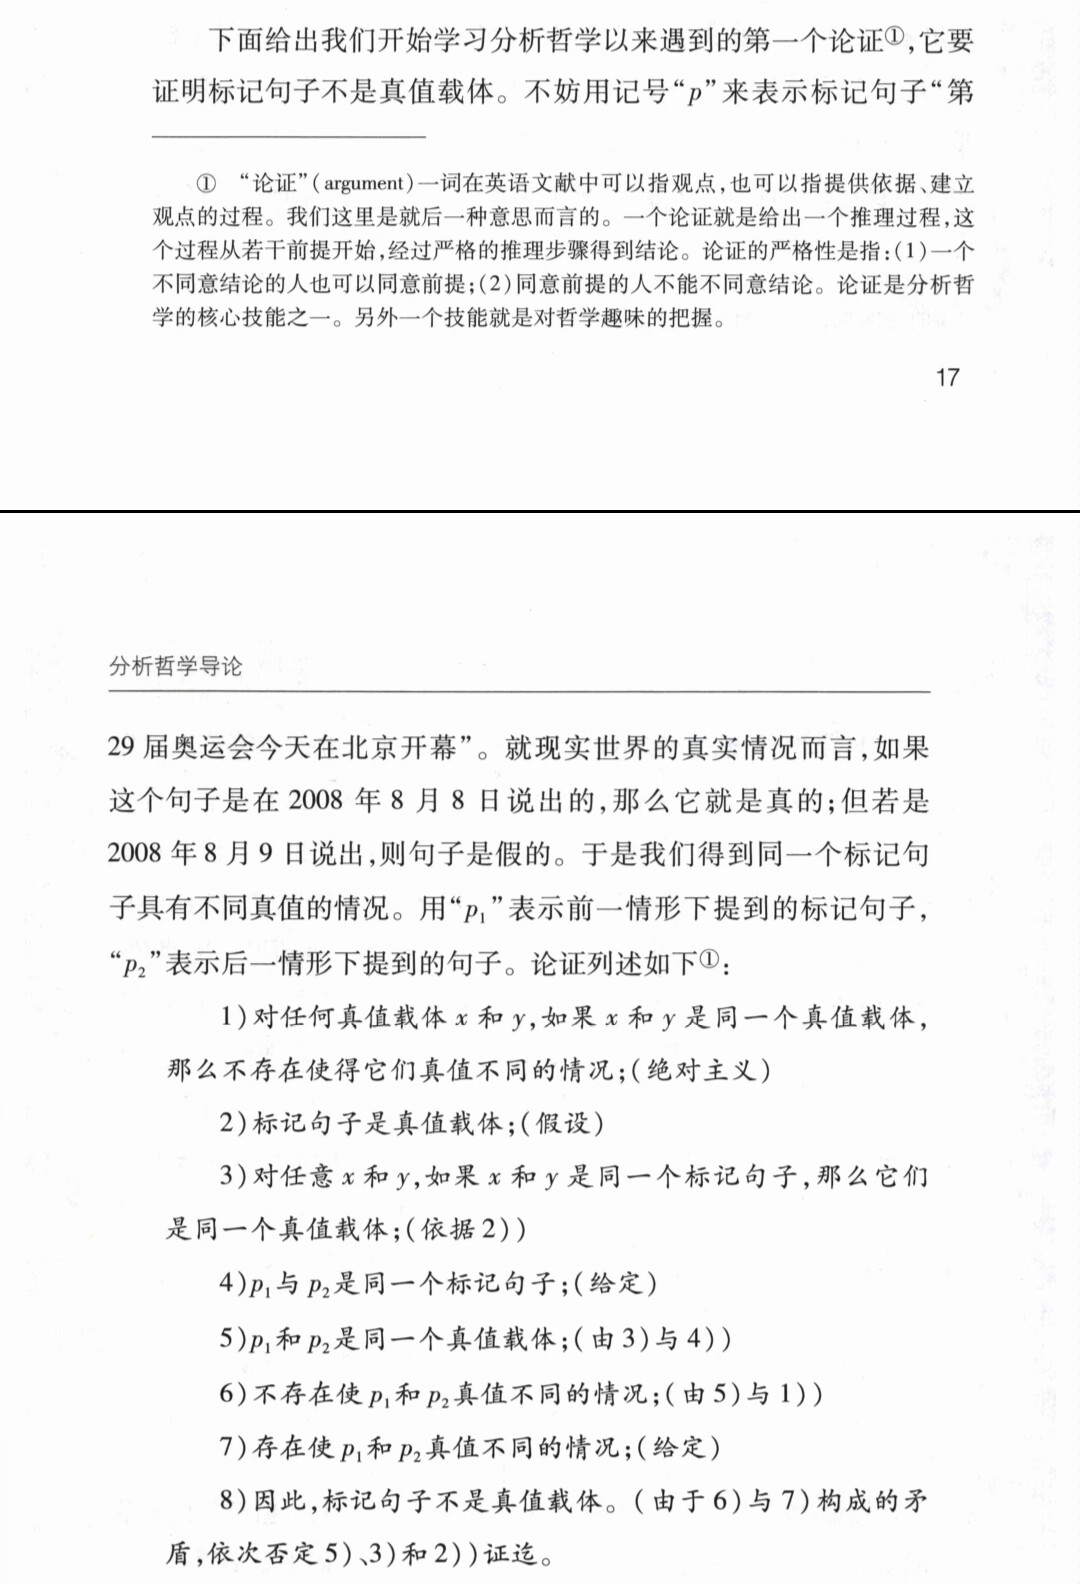 下面给出我们开始学习分析哲学以来遇到的第一个论证①,它要
证明标记句子不是真值载体。不妨用记号“p”来表示标记句子“第
① “论证”(argument)一词在英语文献中可以指观点,也可以指提供依据、建立
观点的过程。我们这里是就后一种意思而言的。一个论证就是给出一个推理过程,这
个过程从若干前提开始,经过严格的推理步骤得到结论。论证的严格性是指:(1)一个
不同意结论的人也可以同意前提;(2)同意前提的人不能不同意结论。论证是分析哲
学的核心技能之一。另外一个技能就是对哲学趣味的把握。
17
分析哲学导论
29 届奥运会今天在北京开幕”。就现实世界的真实情况而言,如果
这个句子是在 2008 年 8 月 8 日说出的,那么它就是真的;但若是
2008 年 8 月 9 日说出,则句子是假的。于是我们得到同一个标记句
子具有不同真值的情况。用“p₁”表示前一情形下提到的标记句子,
“p₂”表示后一情形下提到的句子。论证列述如下①:
1)对任何真值载体 x 和 y,如果 x 和 y 是同一个真值载体,
那么不存在使得它们真值不同的情况;(绝对主义)
2)标记句子是真值载体;(假设)
3)对任意 x 和 y,如果 x 和 y 是同一个标记句子,那么它们
是同一个真值载体;(依据 2))
4)p₁与 p₂是同一个标记句子;(给定)
5)p₁和 p₂是同一个真值载体;(由 3)与 4))
6)不存在使 p₁和 p₂真值不同的情况;(由 5)与 1))
7)存在使 p₁和 p₂真值不同的情况;(给定)
8)因此,标记句子不是真值载体。(由于 6)与 7)构成的矛
盾,依次否定 5)、3)和 2))证迄。